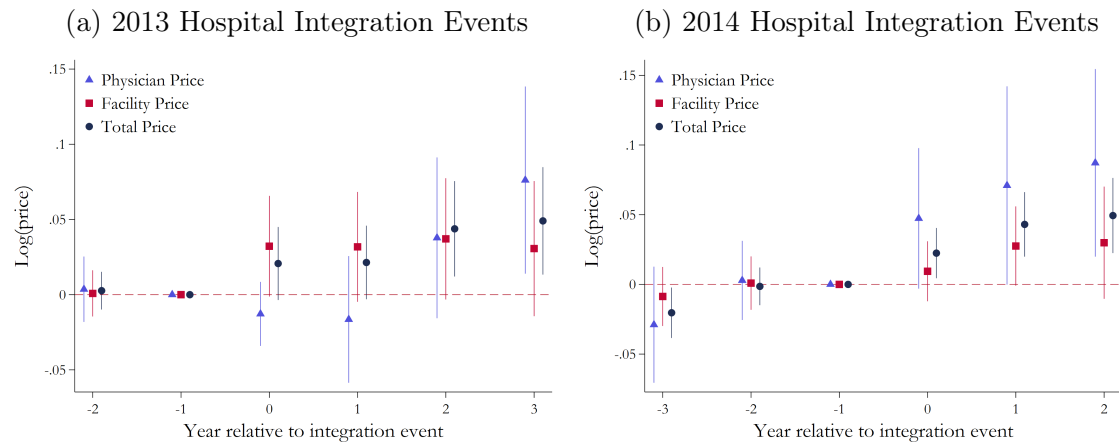 (a) 2013 Hospital Integration Events
.15
.1
.05
0
-.05
Log(price)
Physician Price
Facility Price
Total Price
-2 -1 0 1 2 3
Year relative to integration event
(b) 2014 Hospital Integration Events
.15
.1
.05
0
-.05
Log(price)
Physician Price
Facility Price
Total Price
-3 -2 -1 0 1 2
Year relative to integration event